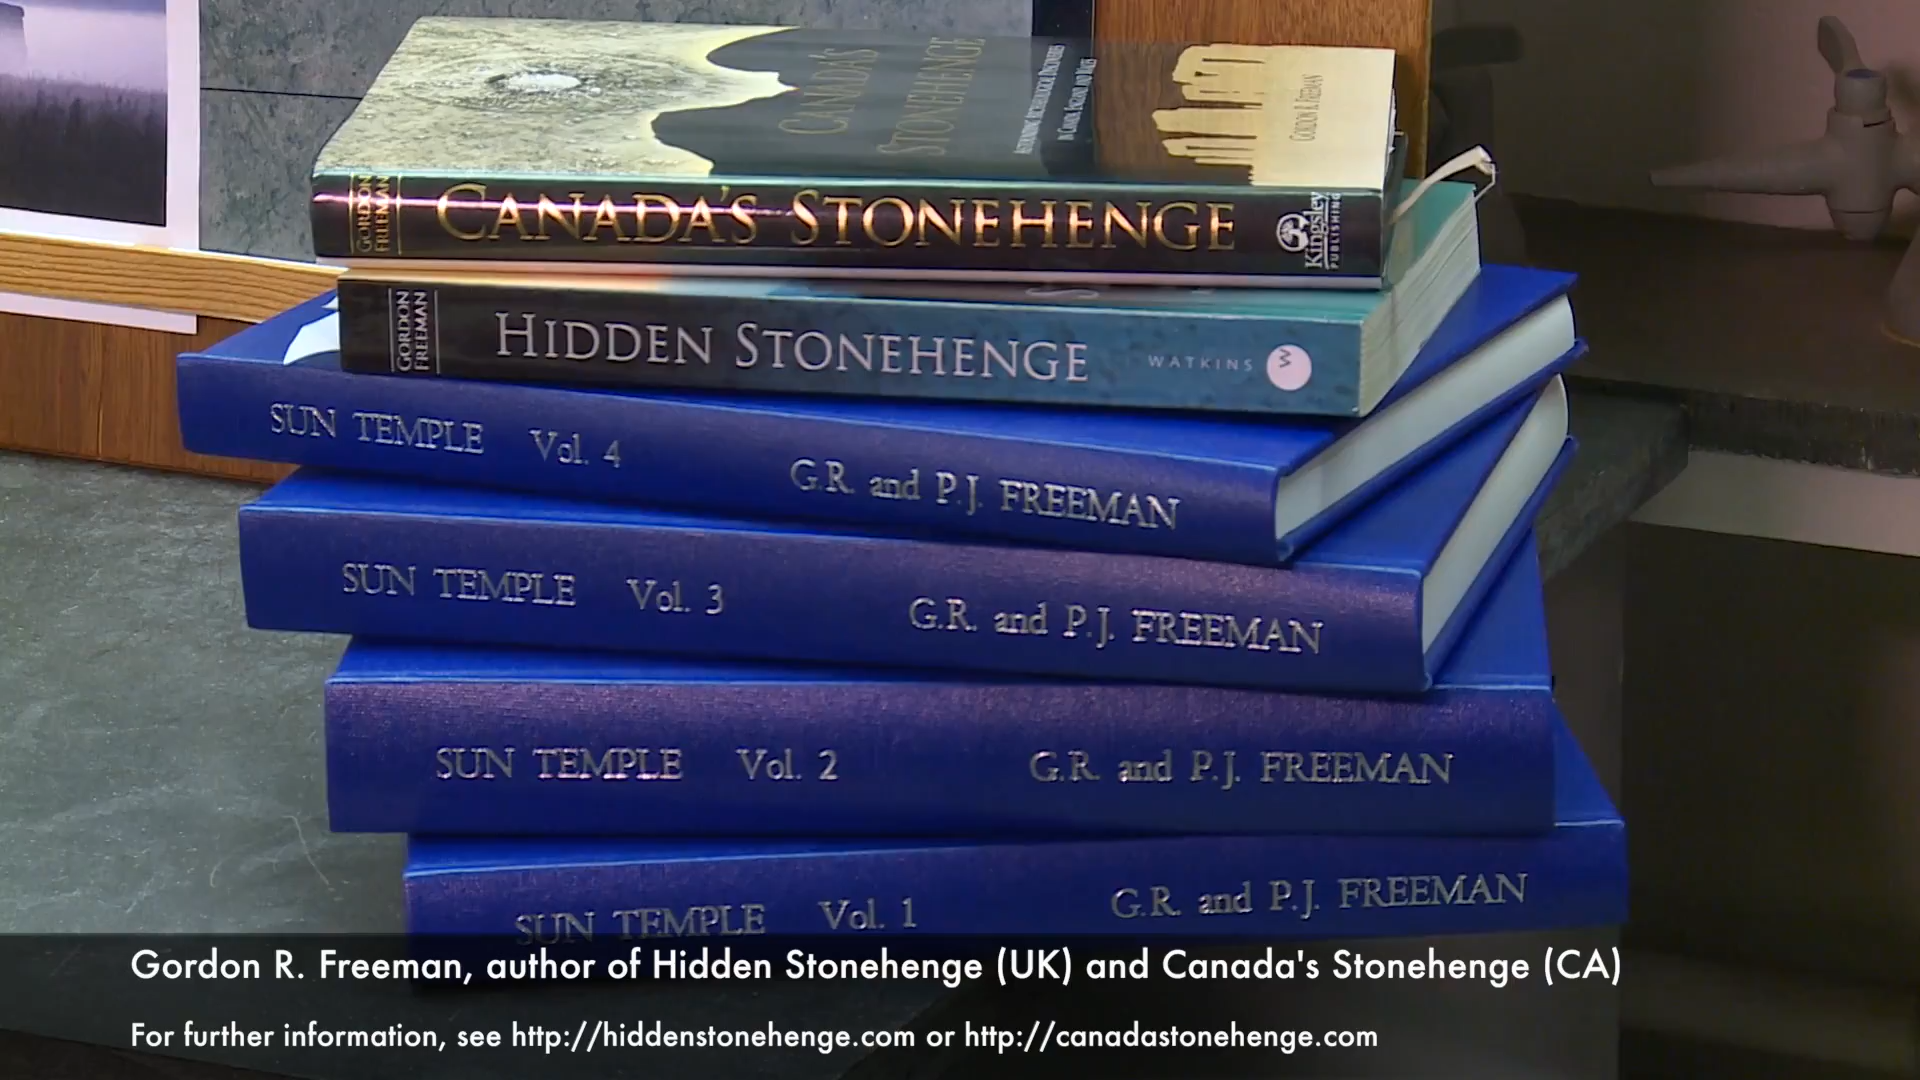 CANADA'S
STONEHENGE
GORDON R. FREEMAN
GORDON
FREEMAN
CANADA'S STONEHENGE
Kingsley
PUBLISHING
GORDON
FREEMAN
HIDDEN STONEHENGE
WATKINS
W
SUN TEMPLE Vol. 4 G.R. and P.J. FREEMAN
SUN TEMPLE Vol. 3 G.R. and P.J. FREEMAN
SUN TEMPLE Vol. 2 G.R. and P.J. FREEMAN
SUN TEMPLE Vol. 1 G.R. and P.J. FREEMAN
Gordon R. Freeman, author of Hidden Stonehenge (UK) and Canada's Stonehenge (CA)
For further information, see http://hiddenstonehenge.com or http://canadastonehenge.com